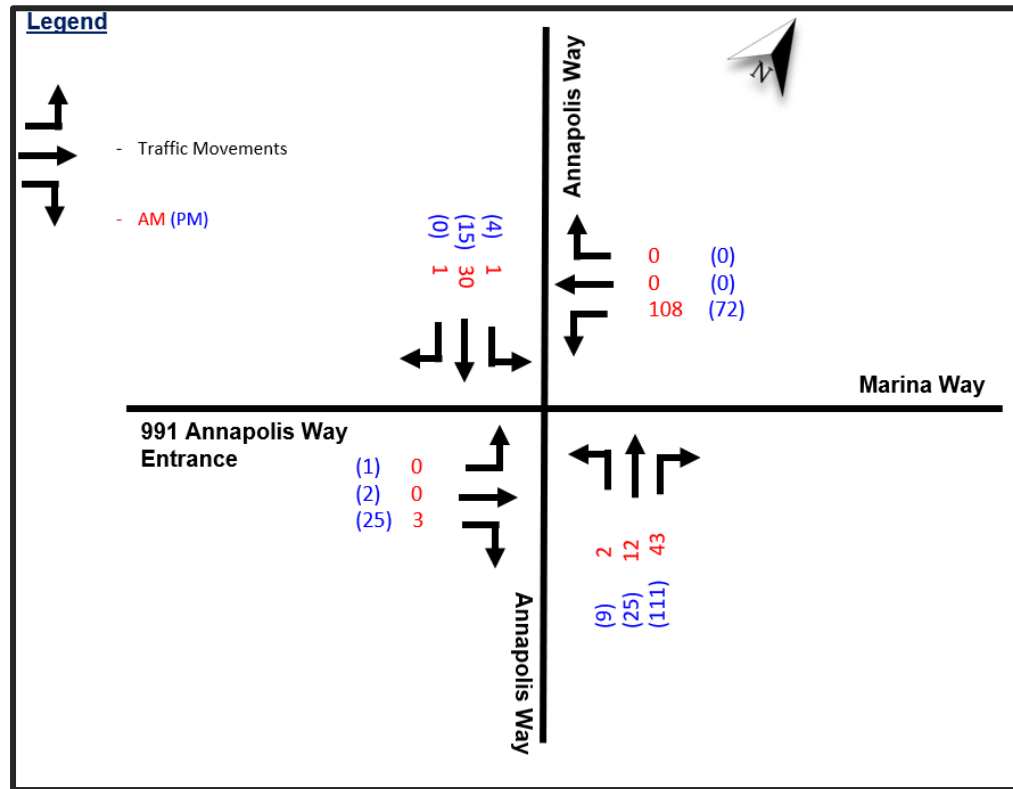 Legend
- Traffic Movements
- AM (PM)
N
Annapolis Way
(0) (15) (4)
1 30 1
0 (0)
0 (0)
108 (72)
Marina Way
991 Annapolis Way
Entrance
(1) 0
(2) 0
(25) 3
2 12 43
(9) (25) (111)
Annapolis Way